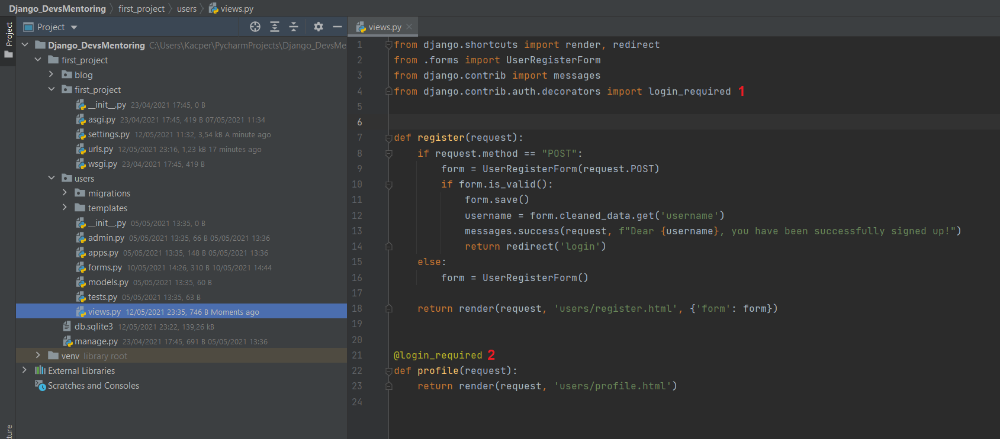 Django_DevsMentoring first_project users views.py
Project
Project
Django_DevsMentoring C:\Users\Kacper\PycharmProjects\Django_DevsMe
first_project
blog
first_project
__init__.py 23/04/2021 17:45, 0 B
asgi.py 23/04/2021 17:45, 419 B 07/05/2021 11:34
settings.py 12/05/2021 11:32, 3,54 kB A minute ago
urls.py 12/05/2021 23:16, 1,23 kB 17 minutes ago
wsgi.py 23/04/2021 17:45, 419 B
users
migrations
templates
__init__.py 05/05/2021 13:35, 0 B
admin.py 05/05/2021 13:35, 66 B 05/05/2021 13:36
apps.py 05/05/2021 13:35, 148 B 05/05/2021 13:36
forms.py 10/05/2021 14:26, 310 B 10/05/2021 14:44
models.py 05/05/2021 13:35, 60 B
tests.py 05/05/2021 13:35, 63 B
views.py 12/05/2021 23:35, 746 B Moments ago
db.sqlite3 12/05/2021 23:22, 139,26 kB
manage.py 23/04/2021 17:45, 691 B 05/05/2021 13:36
venv library root
External Libraries
Scratches and Consoles
ture
views.py
1 from django.shortcuts import render, redirect
2 from .forms import UserRegisterForm
3 from django.contrib import messages
4 from django.contrib.auth.decorators import login_required 1
5
6
7 def register(request):
8     if request.method == "POST":
9         form = UserRegisterForm(request.POST)
10         if form.is_valid():
11             form.save()
12             username = form.cleaned_data.get('username')
13             messages.success(request, f"Dear {username}, you have been successfully signed up!")
14             return redirect('login')
15     else:
16         form = UserRegisterForm()
17
18     return render(request, 'users/register.html', {'form': form})
19
20
21 @login_required 2
22 def profile(request):
23     return render(request, 'users/profile.html')
24